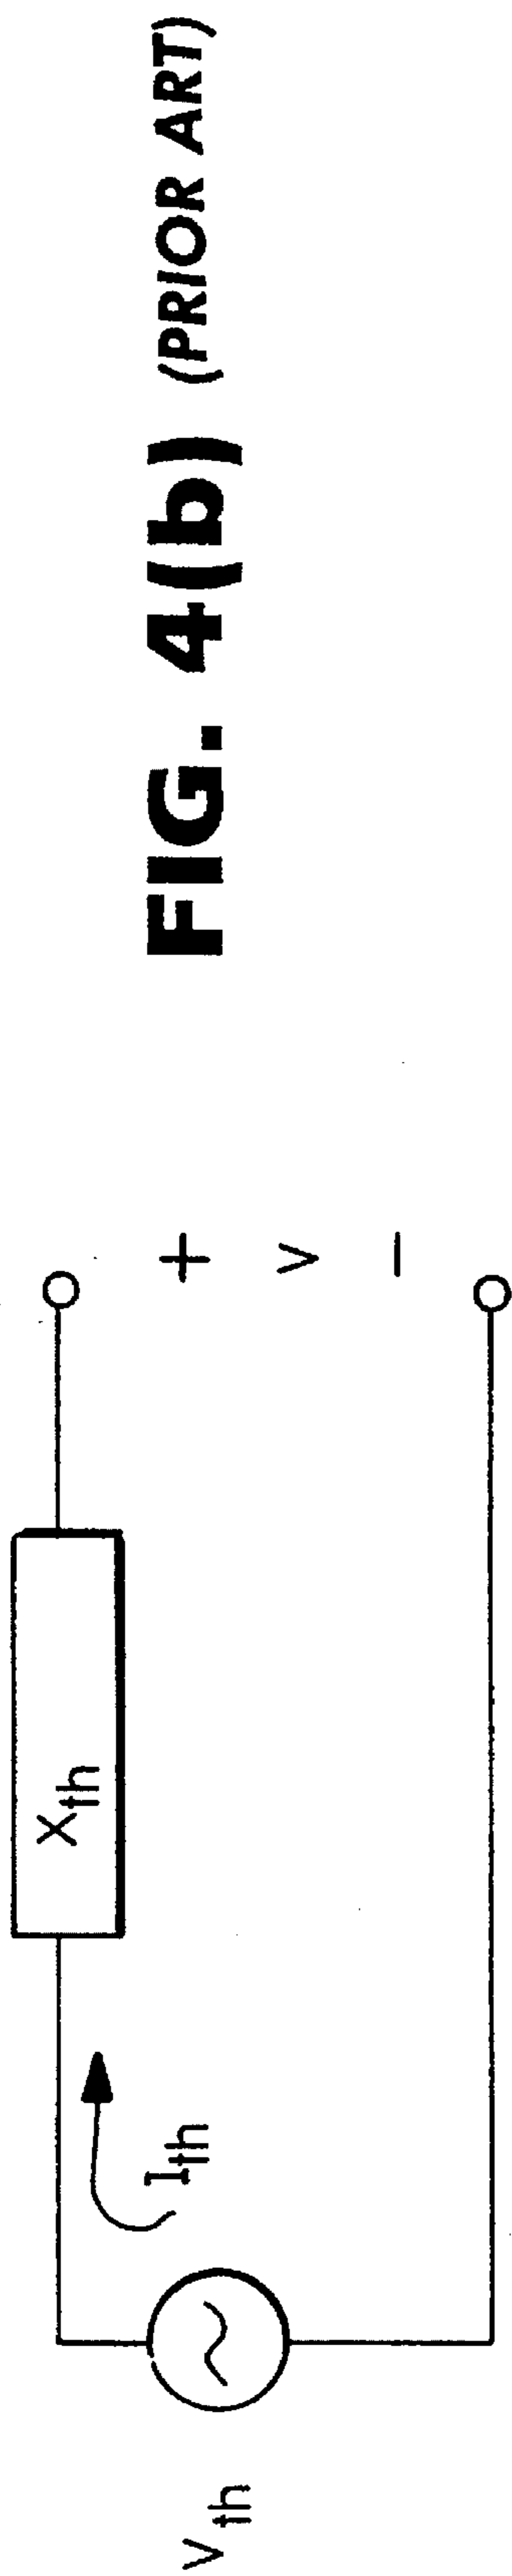 X_th
I_th
V_th
+
V
−
FIG. 4(b) (PRIOR ART)